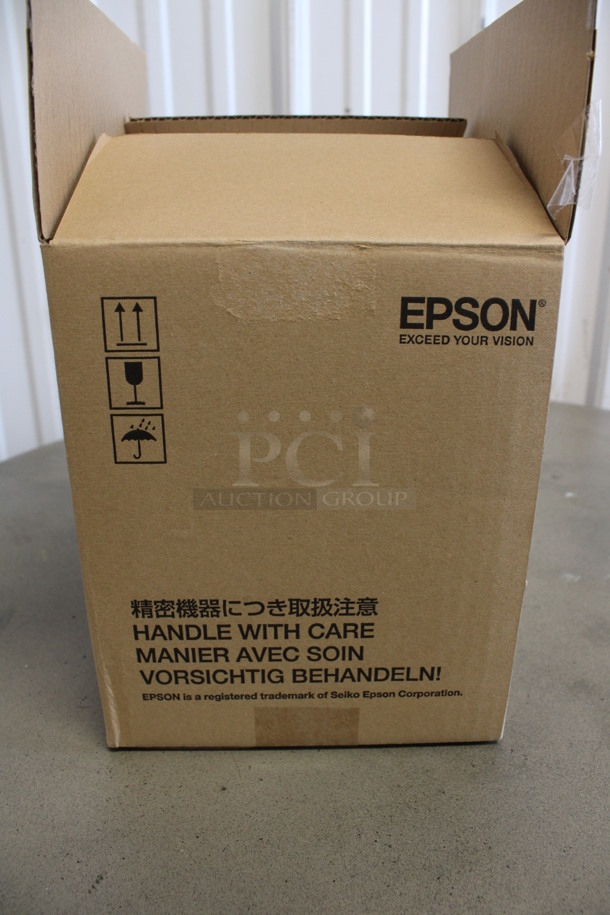 EPSON®
EXCEED YOUR VISION
PCI
AUCTION GROUP
精密機器につき取扱注意
HANDLE WITH CARE
MANIER AVEC SOIN
VORSICHTIG BEHANDELN!
EPSON is a registered trademark of Seiko Epson Corporation.